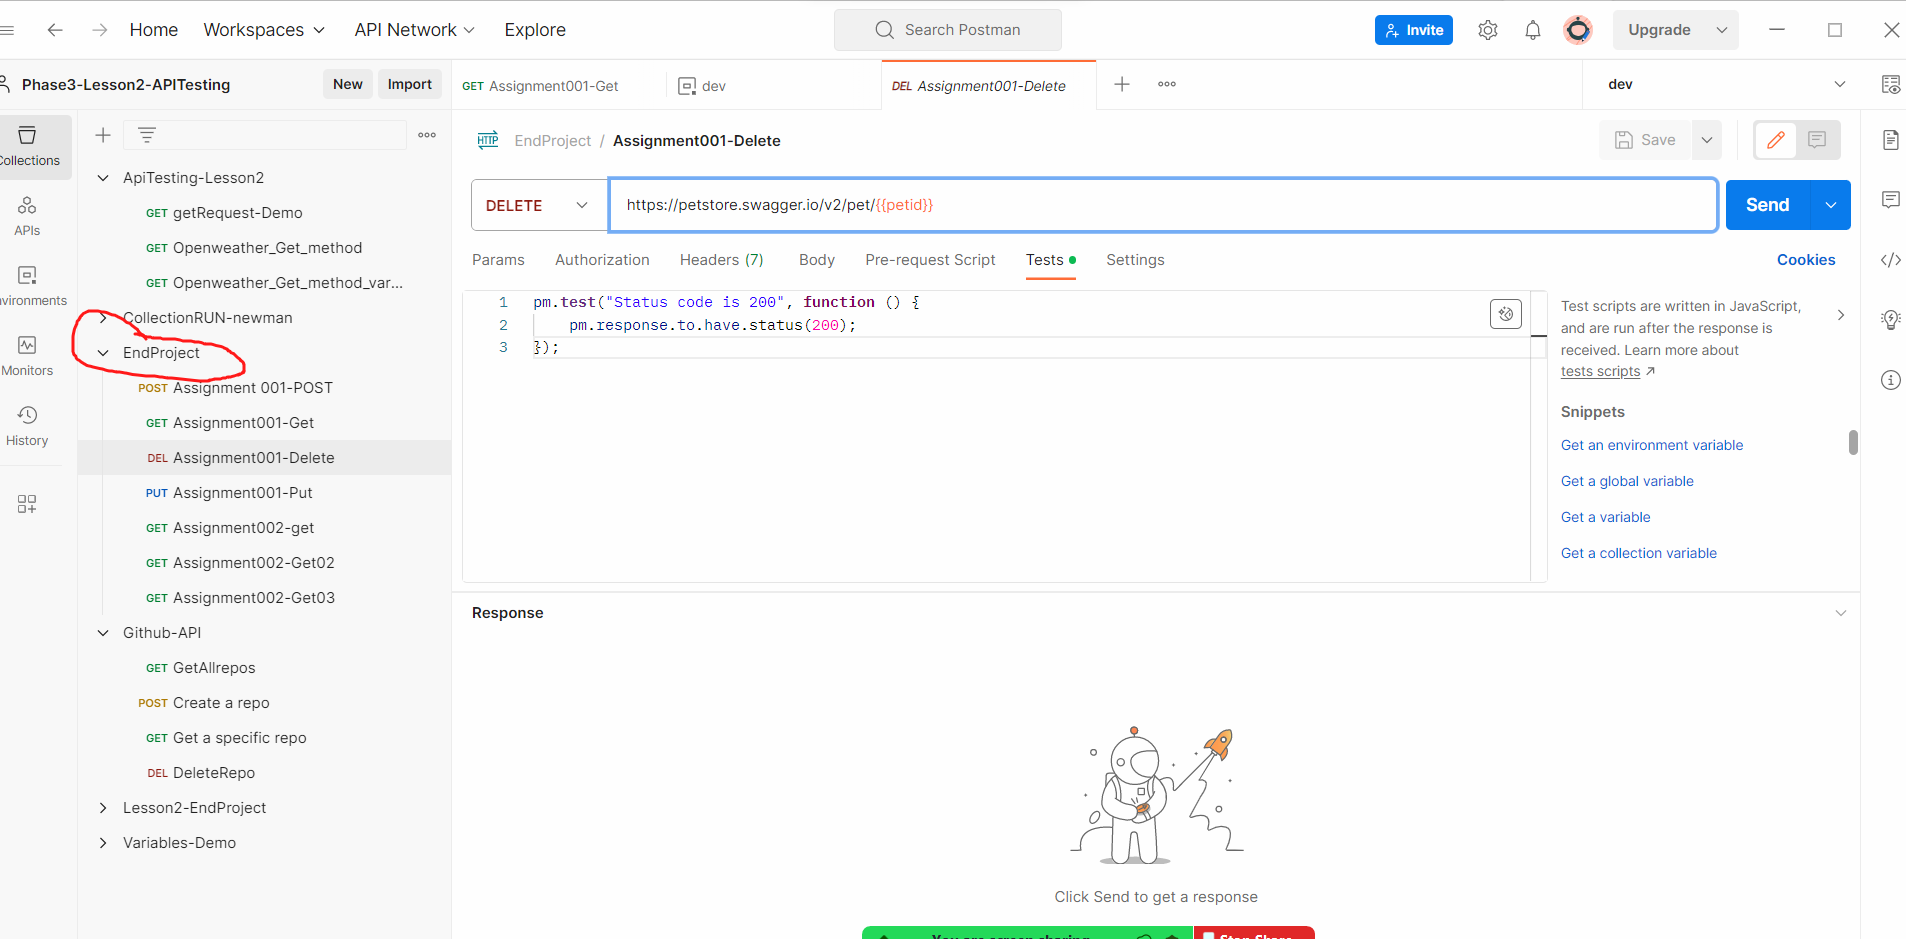 Home Workspaces API Network Explore Search Postman Invite Upgrade
Phase3-Lesson2-APITesting New Import GET Assignment001-Get dev DEL Assignment001-Delete dev
Collections
APIs
Environments
Monitors
History
ApiTesting-Lesson2
GET getRequest-Demo
GET Openweather_Get_method
GET Openweather_Get_method_var...
CollectionRUN-newman
EndProject
POST Assignment 001-POST
GET Assignment001-Get
DEL Assignment001-Delete
PUT Assignment001-Put
GET Assignment002-get
GET Assignment002-Get02
GET Assignment002-Get03
Github-API
GET GetAllrepos
POST Create a repo
GET Get a specific repo
DEL DeleteRepo
Lesson2-EndProject
Variables-Demo
HTTP EndProject / Assignment001-Delete Save
DELETE https://petstore.swagger.io/v2/pet/{{petid}} Send
Params Authorization Headers (7) Body Pre-request Script Tests Settings Cookies
1 pm.test("Status code is 200", function () {
2 pm.response.to.have.status(200);
3 });
Test scripts are written in JavaScript,
and are run after the response is
received. Learn more about
tests scripts ↗
Snippets
Get an environment variable
Get a global variable
Get a variable
Get a collection variable
Response
Click Send to get a response
You are screen sharing Stop Share